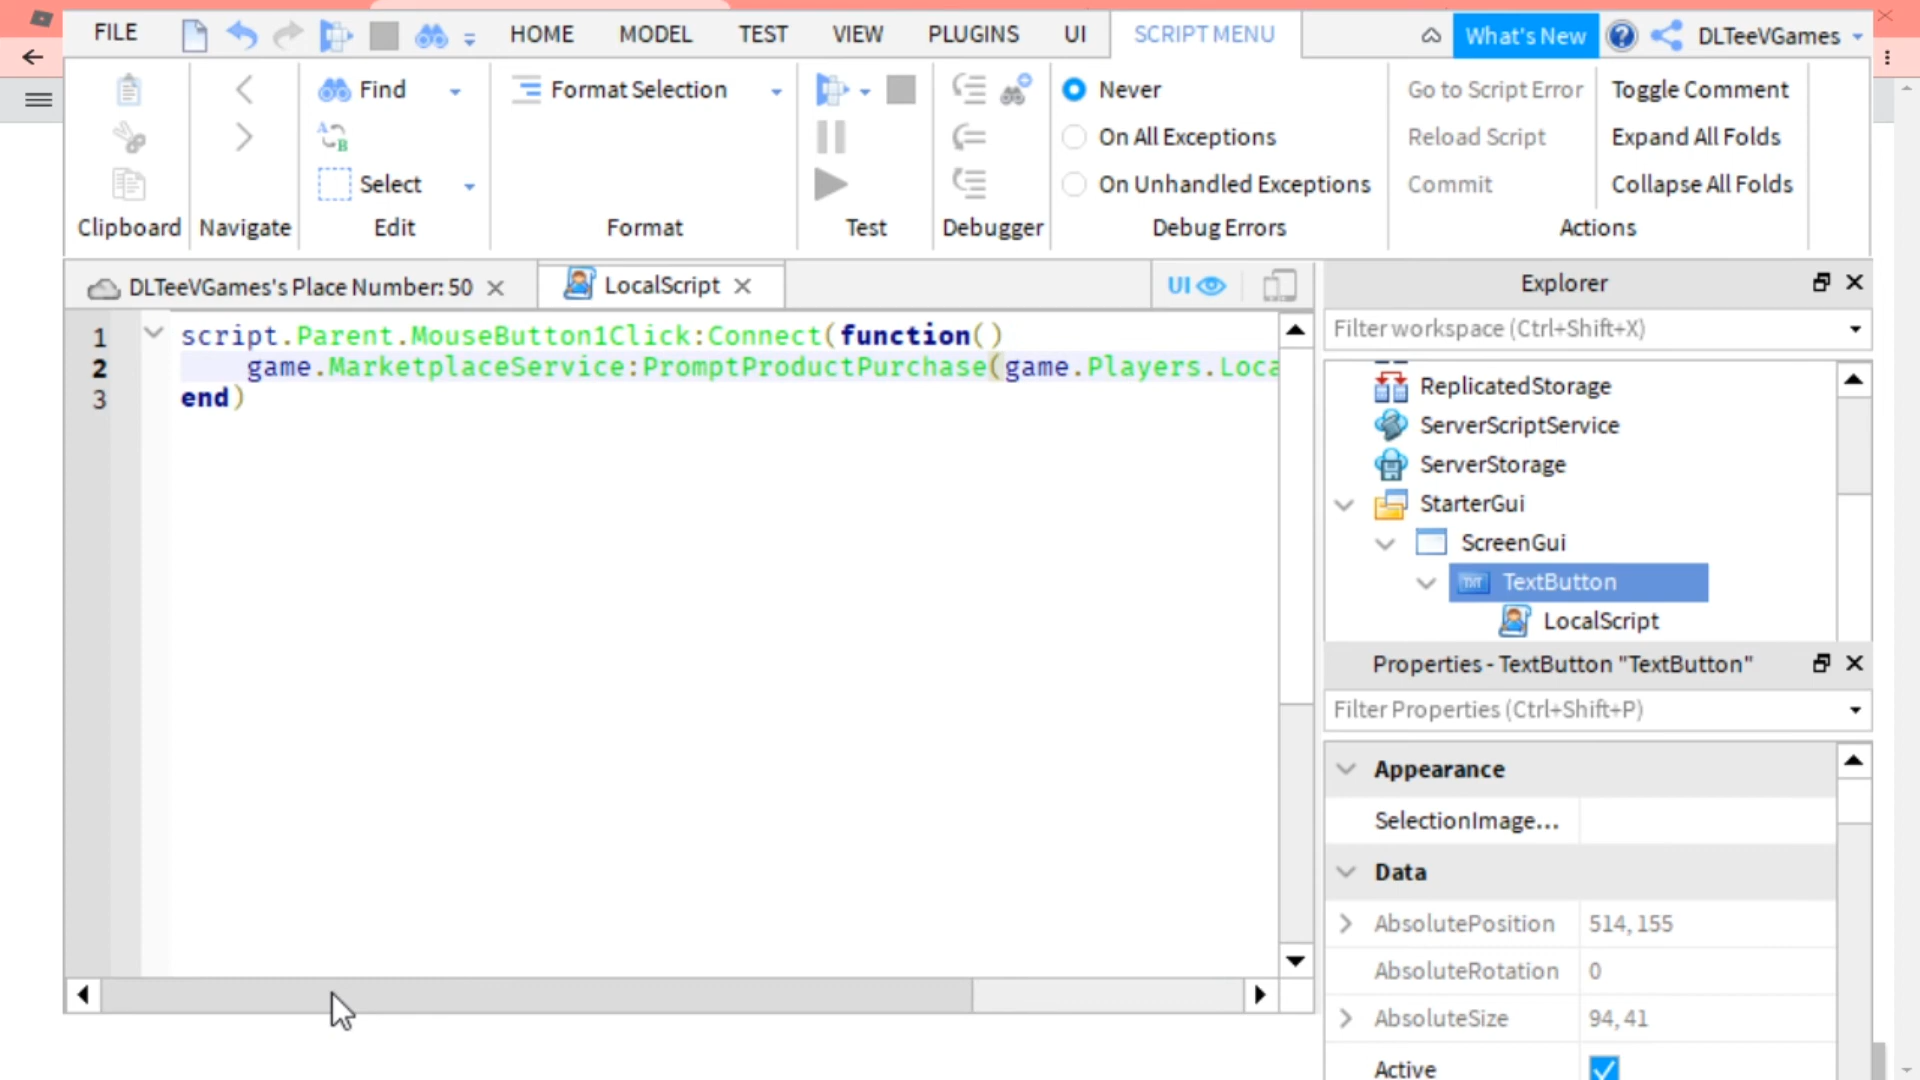 FILE HOME MODEL TEST VIEW PLUGINS UI SCRIPT MENU What's New DLTeeVGames
Find Format Selection Never Go to Script Error Toggle Comment
On All Exceptions Reload Script Expand All Folds
Select On Unhandled Exceptions Commit Collapse All Folds
Clipboard Navigate Edit Format Test Debugger Debug Errors Actions
DLTeeVGames's Place Number: 50 LocalScript UI Explorer
Filter workspace (Ctrl+Shift+X)
1 script.Parent.MouseButton1Click:Connect(function()
2 game.MarketplaceService:PromptProductPurchase(game.Players.Loca
3 end)
ReplicatedStorage
ServerScriptService
ServerStorage
StarterGui
ScreenGui
TXT TextButton
LocalScript
Properties - TextButton "TextButton"
Filter Properties (Ctrl+Shift+P)
Appearance
SelectionImage...
Data
AbsolutePosition 514, 155
AbsoluteRotation 0
AbsoluteSize 94, 41
Active